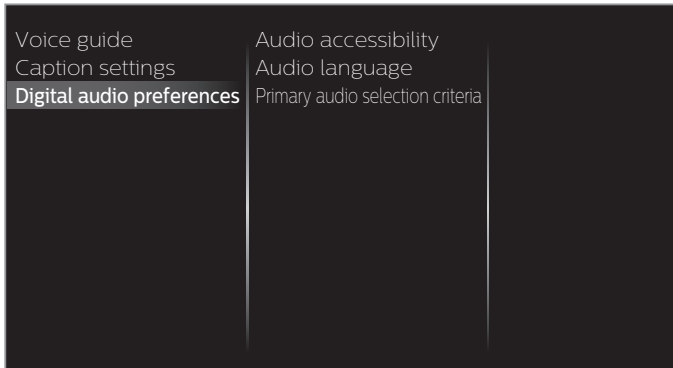 Voice guide
Caption settings
Digital audio preferences
Audio accessibility
Audio language
Primary audio selection criteria